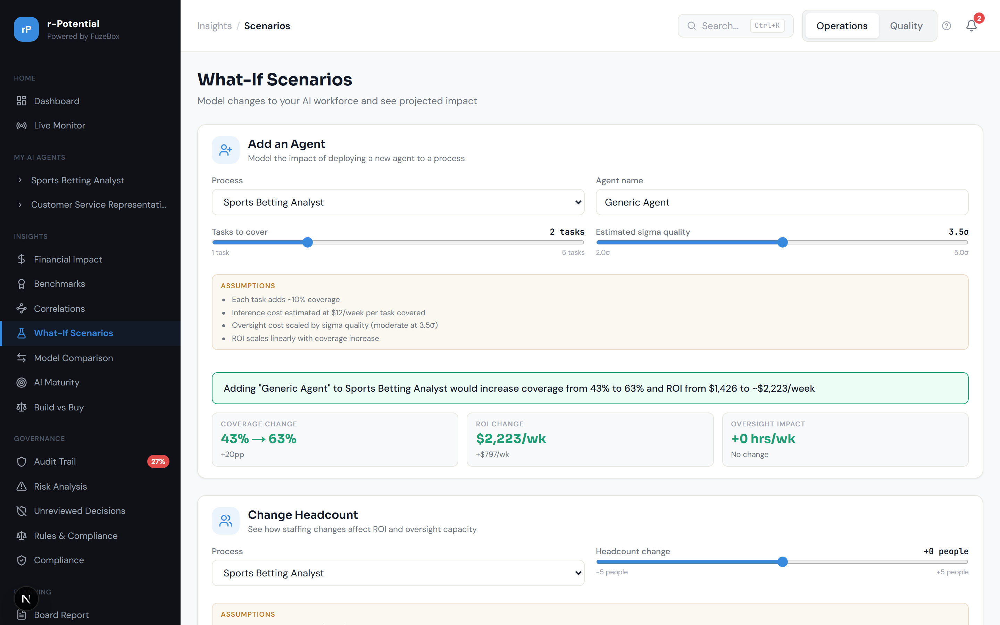 rP
r-Potential
Powered by FuzeBox
HOME
Dashboard
Live Monitor
MY AI AGENTS
Sports Betting Analyst
Customer Service Representati...
INSIGHTS
Financial Impact
Benchmarks
Correlations
What-If Scenarios
Model Comparison
AI Maturity
Build vs Buy
GOVERNANCE
Audit Trail 27%
Risk Analysis
Unreviewed Decisions
Rules & Compliance
Compliance
N
Board Report
Insights / Scenarios
Search... Ctrl+K
Operations Quality
2
What-If Scenarios
Model changes to your AI workforce and see projected impact
Add an Agent
Model the impact of deploying a new agent to a process
Process
Sports Betting Analyst
Agent name
Generic Agent
Tasks to cover 2 tasks
1 task 5 tasks
Estimated sigma quality 3.5σ
2.0σ 5.0σ
ASSUMPTIONS
• Each task adds ~10% coverage
• Inference cost estimated at $12/week per task covered
• Oversight cost scaled by sigma quality (moderate at 3.5σ)
• ROI scales linearly with coverage increase
Adding "Generic Agent" to Sports Betting Analyst would increase coverage from 43% to 63% and ROI from $1,426 to ~$2,223/week
COVERAGE CHANGE
43% → 63%
+20pp
ROI CHANGE
$2,223/wk
+$797/wk
OVERSIGHT IMPACT
+0 hrs/wk
No change
Change Headcount
See how staffing changes affect ROI and oversight capacity
Process
Sports Betting Analyst
Headcount change +0 people
-5 people +5 people
ASSUMPTIONS